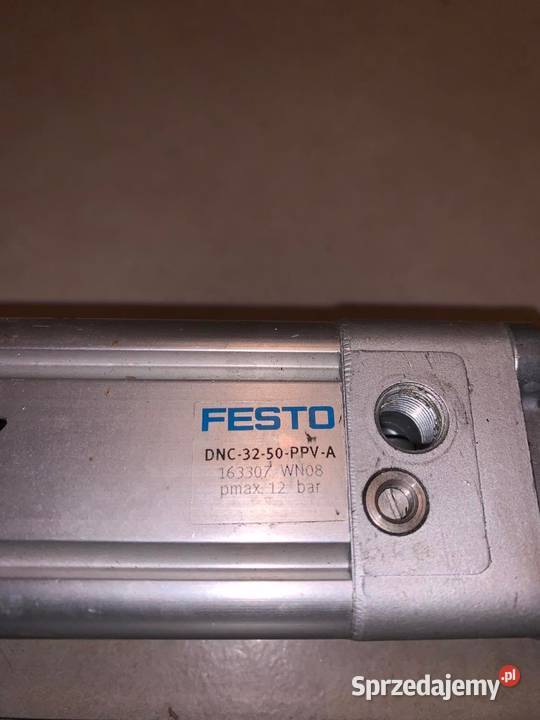 FESTO
DNC-32-50-PPV-A
163307 WN08
pmax. 12 bar
Sprzedajemy.pl